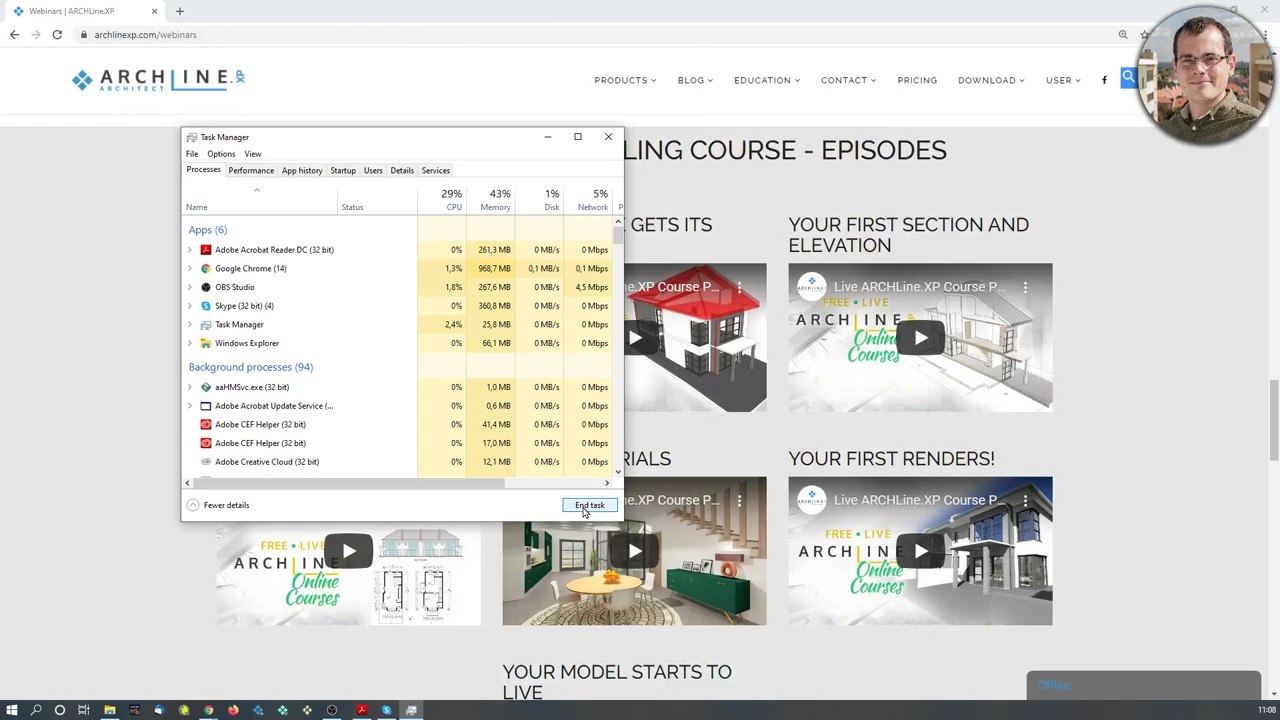 Webinars | ARCHLine.XP
archlinexp.com/webinars
ARCHLINE.XP
ARCHITECT
PRODUCTS
BLOG
EDUCATION
CONTACT
PRICING
DOWNLOAD
USER
LING COURSE - EPISODES
Task Manager
File Options View
Processes Performance App history Startup Users Details Services
29% 43% 1% 5%
Name Status CPU Memory Disk Network P
Apps (6)
Adobe Acrobat Reader DC (32 bit) 0% 261,3 MB 0 MB/s 0 Mbps
Google Chrome (14) 1,3% 968,7 MB 0,1 MB/s 0,1 Mbps
OBS Studio 1,8% 267,6 MB 0 MB/s 4,5 Mbps
Skype (32 bit) (4) 0% 360,8 MB 0 MB/s 0 Mbps
Task Manager 2,4% 25,8 MB 0 MB/s 0 Mbps
Windows Explorer 0% 66,1 MB 0 MB/s 0 Mbps
Background processes (94)
aaHMSvc.exe (32 bit) 0% 1,0 MB 0 MB/s 0 Mbps
Adobe Acrobat Update Service (... 0% 0,6 MB 0 MB/s 0 Mbps
Adobe CEF Helper (32 bit) 0% 41,4 MB 0 MB/s 0 Mbps
Adobe CEF Helper (32 bit) 0% 17,0 MB 0 MB/s 0 Mbps
Adobe Creative Cloud (32 bit) 0% 12,1 MB 0 MB/s 0 Mbps
Fewer details
End task
GETS ITS
YOUR FIRST SECTION AND
ELEVATION
ne.XP Course P...
Live ARCHLine.XP Course P...
FREE • LIVE
ARCHLINE
Online
Courses
RIALS
YOUR FIRST RENDERS!
ne.XP Course P...
Live ARCHLine.XP Course P...
FREE • LIVE
ARCHLINE
Online
Courses
FREE • LIVE
ARCHLINE
Online
Courses
YOUR MODEL STARTS TO
LIVE
Offline
11:08